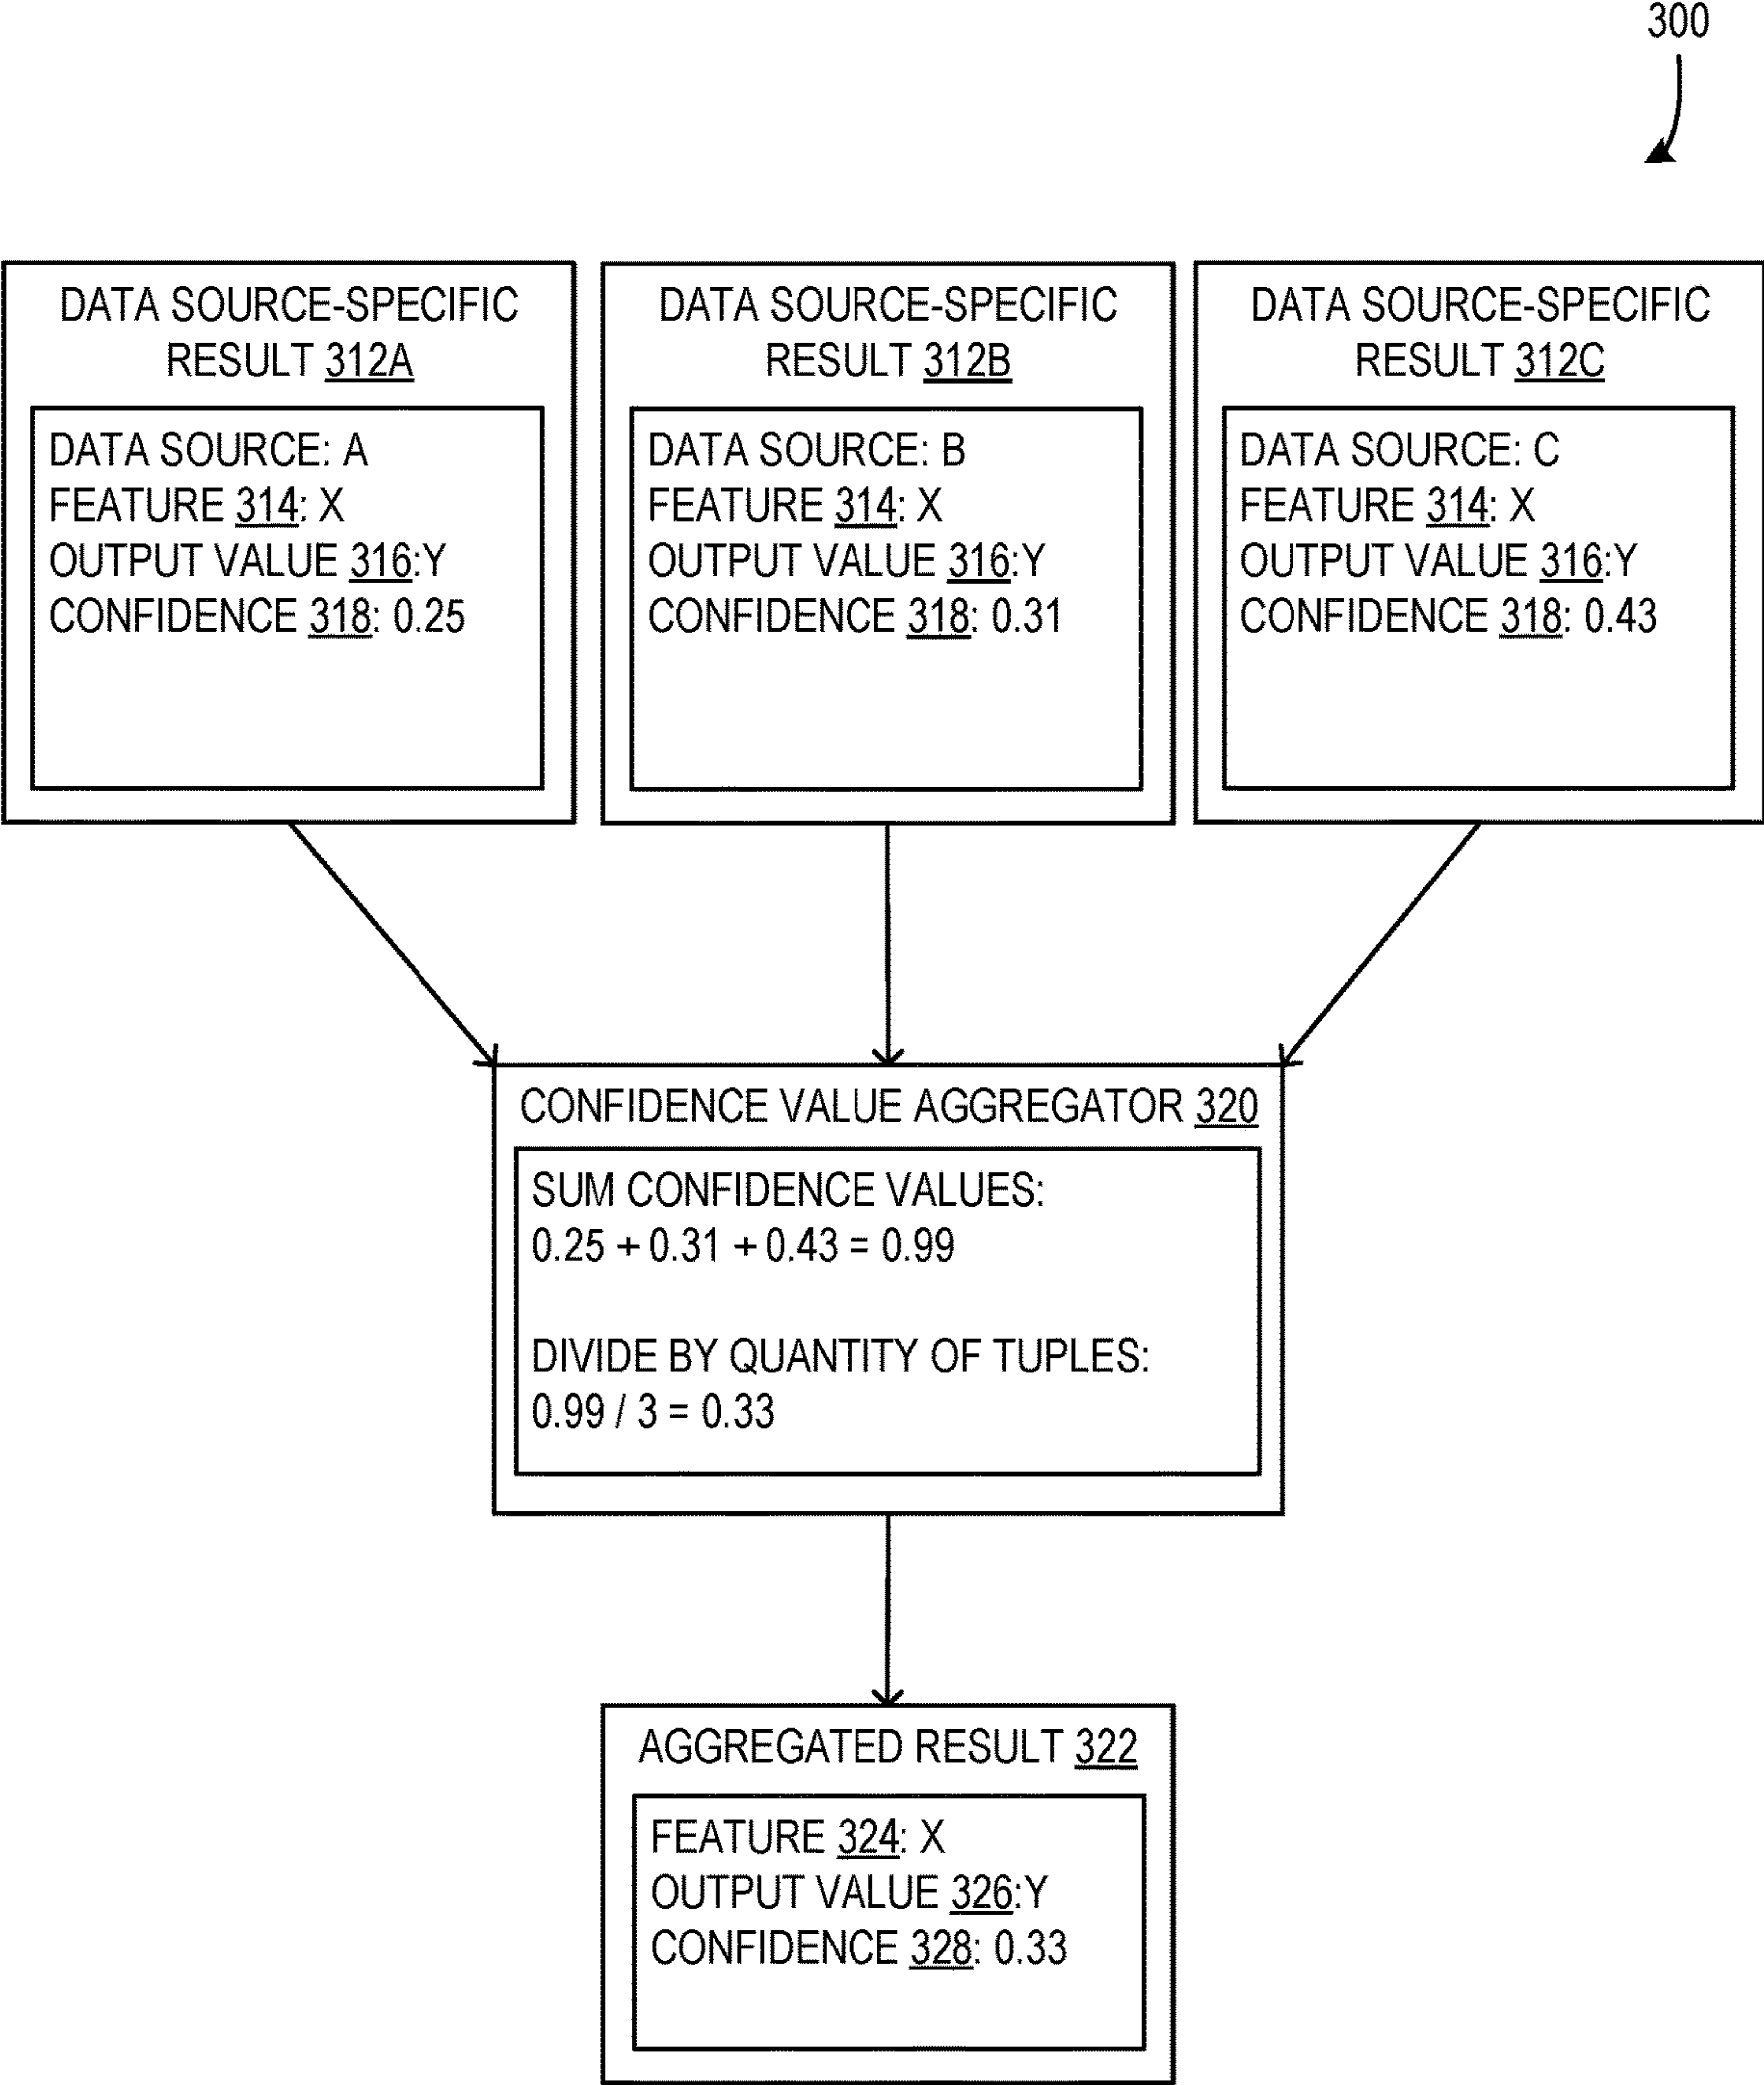 300
DATA SOURCE-SPECIFIC
RESULT 312A
DATA SOURCE: A
FEATURE 314: X
OUTPUT VALUE 316:Y
CONFIDENCE 318: 0.25
DATA SOURCE-SPECIFIC
RESULT 312B
DATA SOURCE: B
FEATURE 314: X
OUTPUT VALUE 316:Y
CONFIDENCE 318: 0.31
DATA SOURCE-SPECIFIC
RESULT 312C
DATA SOURCE: C
FEATURE 314: X
OUTPUT VALUE 316:Y
CONFIDENCE 318: 0.43
CONFIDENCE VALUE AGGREGATOR 320
SUM CONFIDENCE VALUES:
0.25 + 0.31 + 0.43 = 0.99
DIVIDE BY QUANTITY OF TUPLES:
0.99 / 3 = 0.33
AGGREGATED RESULT 322
FEATURE 324: X
OUTPUT VALUE 326:Y
CONFIDENCE 328: 0.33